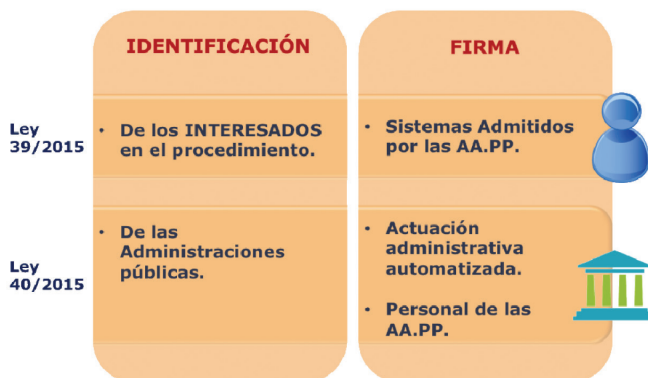 IDENTIFICACIÓN
FIRMA
Ley
39/2015
• De los INTERESADOS
en el procedimiento.
• Sistemas Admitidos
por las AA.PP.
Ley
40/2015
• De las
Administraciones
públicas.
• Actuación
administrativa
automatizada.
• Personal de las
AA.PP.